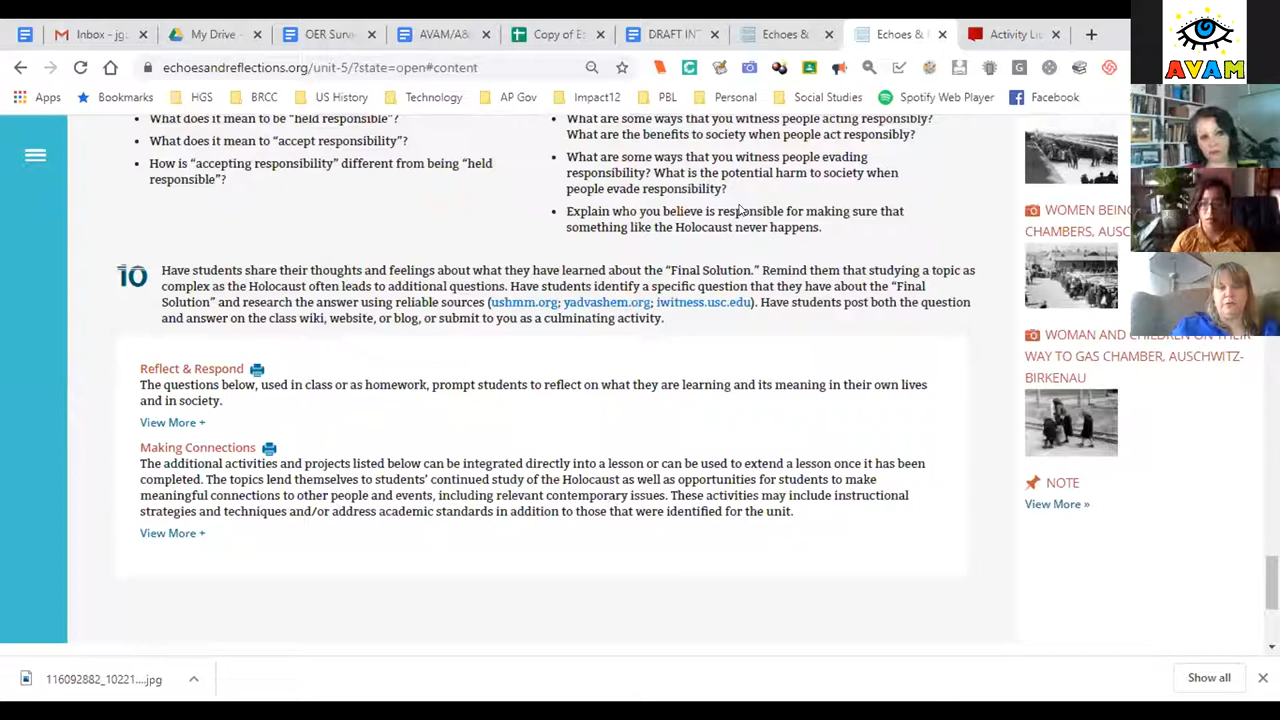 Inbox - jg:
My Drive -
OER Surv
AVAM/A&
Copy of E
DRAFT INT
Echoes &
Echoes &
Activity Li
echoesandreflections.org/unit-5/?state=open#content
Apps
Bookmarks
HGS
BRCC
US History
Technology
AP Gov
Impact12
PBL
Personal
Social Studies
Spotify Web Player
Facebook
AVAM
• What does it mean to be “held responsible”?
• What does it mean to “accept responsibility”?
• How is “accepting responsibility” different from being “held
responsible”?
What are some ways that you witness people acting responsibly?
What are the benefits to society when people act responsbly?
• What are some ways that you witness people evading
responsibility? What is the potential harm to society when
people evade responsibility?
• Explain who you believe is responsible for making sure that
something like the Holocaust never happens.
10
Have students share their thoughts and feelings about what they have learned about the “Final Solution.” Remind them that studying a topic as
complex as the Holocaust often leads to additional questions. Have students identify a specific question that they have about the “Final
Solution” and research the answer using reliable sources (ushmm.org; yadvashem.org; iwitness.usc.edu). Have students post both the question
and answer on the class wiki, website, or blog, or submit to you as a culminating activity.
Reflect & Respond
The questions below, used in class or as homework, prompt students to reflect on what they are learning and its meaning in their own lives
and in society.
View More +
Making Connections
The additional activities and projects listed below can be integrated directly into a lesson or can be used to extend a lesson once it has been
completed. The topics lend themselves to students’ continued study of the Holocaust as well as opportunities for students to make
meaningful connections to other people and events, including relevant contemporary issues. These activities may include instructional
strategies and techniques and/or address academic standards in addition to those that were identified for the unit.
View More +
WOMEN BEIN
CHAMBERS, AUSC
WOMAN AND CHILDREN ON THEIR
WAY TO GAS CHAMBER, AUSCHWITZ-
BIRKENAU
NOTE
View More »
116092882_10221....jpg
Show all